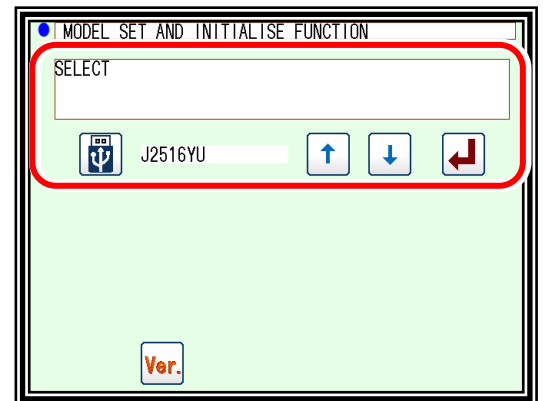 MODEL SET AND INITIALISE FUNCTION
SELECT
J2516YU
Ver.